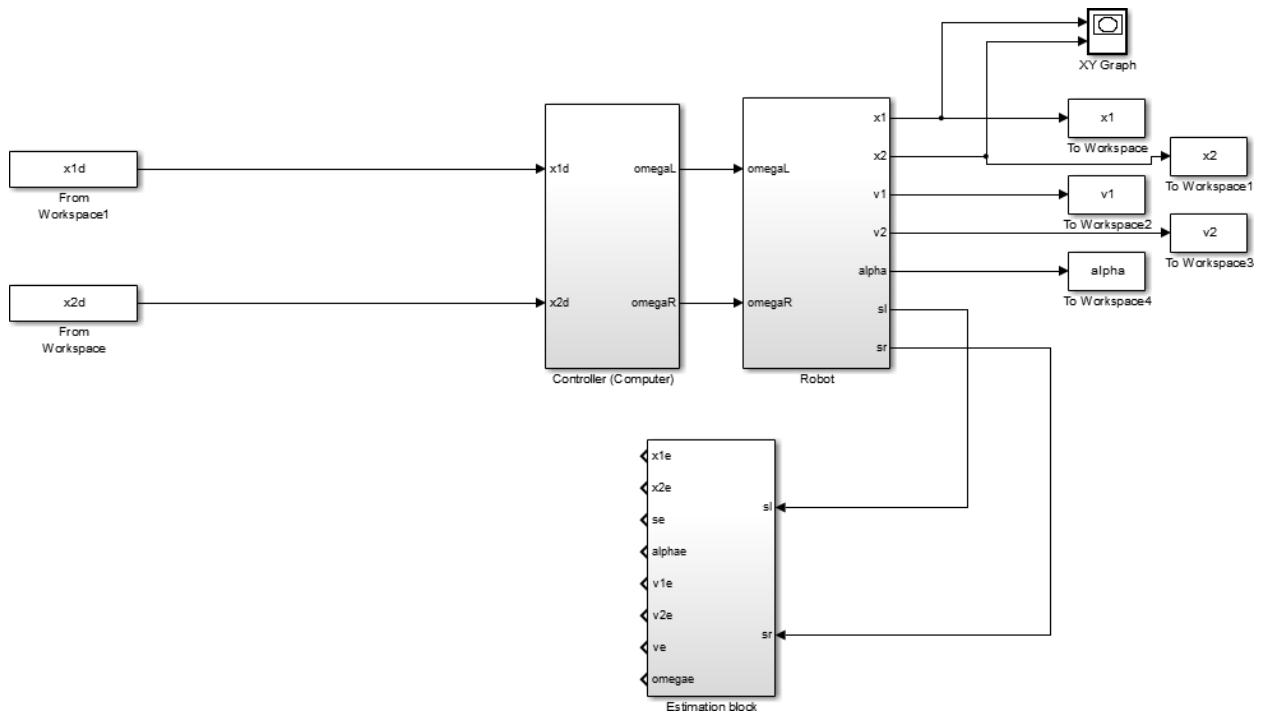 XY Graph
x1d
From
Workspace1
x2d
From
Workspace
x1d
x2d
omegaL
omegaR
Controller (Computer)
omegaL
omegaR
x1
x2
v1
v2
alpha
sl
sr
Robot
x1
To Workspace
x2
To Workspace1
v1
To Workspace2
v2
To Workspace3
alpha
To Workspace4
x1e
x2e
se
alphae
v1e
v2e
ve
omegae
sl
sr
Estimation block